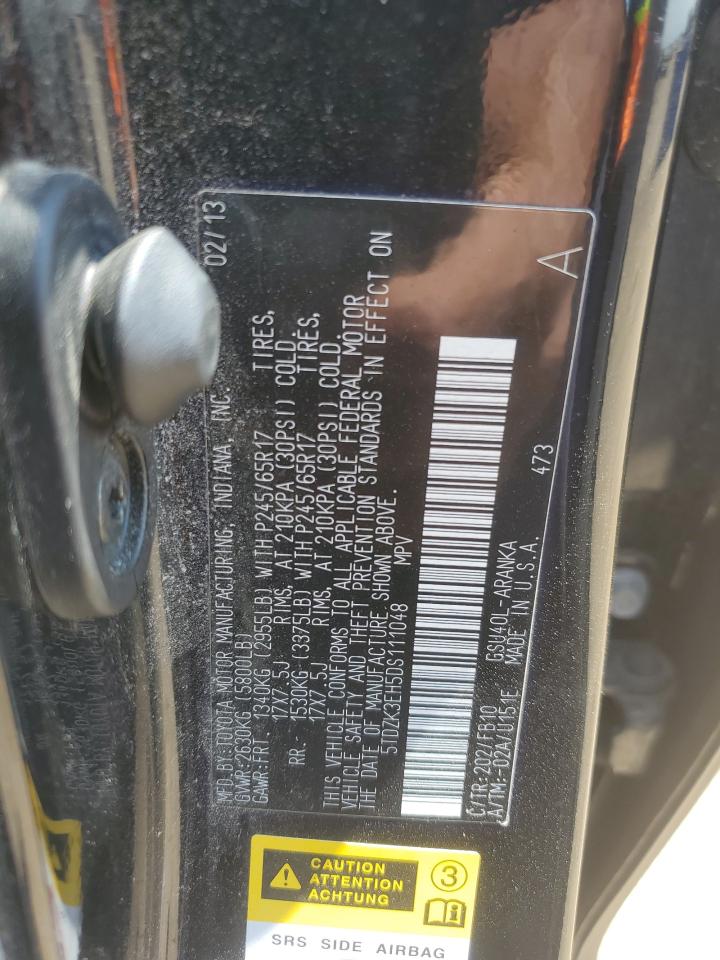 MFD BY:TOYOTA MOTOR MANUFACTURING, INDIANA, INC. 02/13
GVWR-2630KG (5800LB)
GAWR:FRT. 1340KG (2955LB) WITH P245/65R17 TIRES,
17X7.5J RIMS, AT 210KPA (30PSI) COLD.
RR.- 1530KG (3375LB) WITH P245/65R17 TIRES,
17X7.5J RIMS, AT 210KPA (30PSI) COLD.
THIS VEHICLE CONFORMS TO ALL APPLICABLE FEDERAL MOTOR
VEHICLE SAFETY AND THEFT PREVENTION STANDARDS IN EFFECT ON
THE DATE OF MANUFACTURE SHOWN ABOVE.
5TDZK3EH5DS111048 MPV
C/TR:202/FB10 GSU40L-ARANKA 473
A/TM:-02A/U151E MADE IN U.S.A. A
CAUTION
ATTENTION
ACHTUNG
3
SRS SIDE AIRBAG